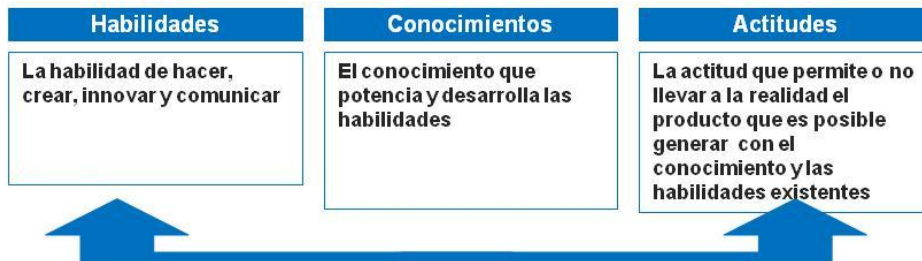 Habilidades
La habilidad de hacer,
crear, innovar y comunicar
Conocimientos
El conocimiento que
potencia y desarrolla las
habilidades
Actitudes
La actitud que permite o no
llevar a la realidad el
producto que es posible
generar con el
conocimiento y las
habilidades existentes